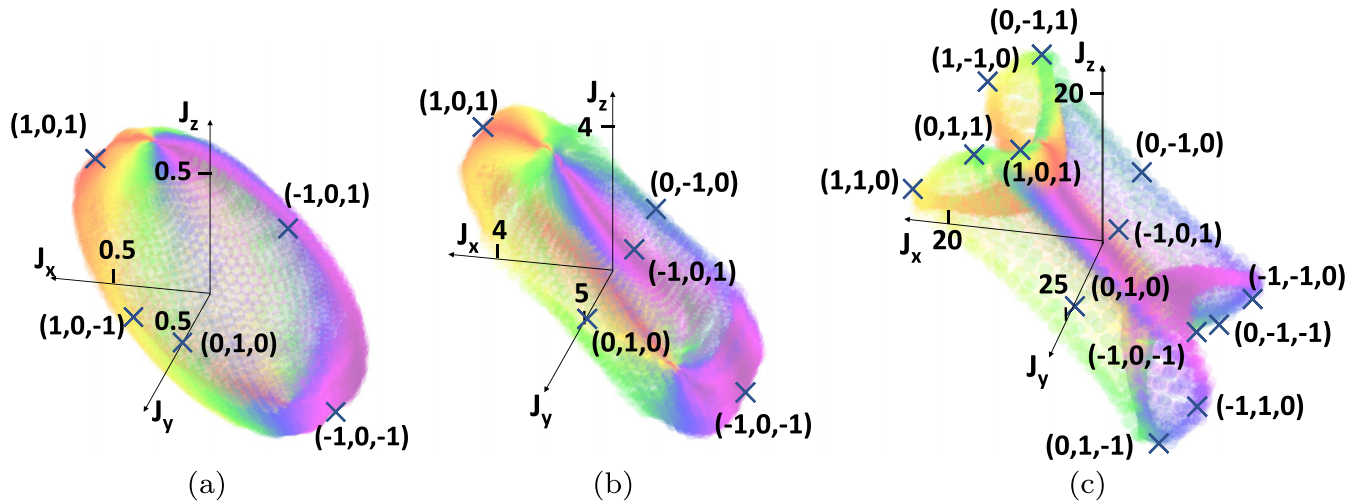 (1,0,1)
J_z
0.5
(-1,0,1)
J_x
0.5
(1,0,-1)
0.5
(0,1,0)
J_y
(-1,0,-1)
(a)
(1,0,1)
J_z
4
(0,-1,0)
J_x
4
(-1,0,1)
5
(0,1,0)
J_y
(-1,0,-1)
(b)
(0,-1,1)
(1,-1,0)
J_z
20
(0,1,1)
(1,0,1)
(0,-1,0)
(1,1,0)
J_x
20
(-1,0,1)
25
(0,1,0)
(-1,-1,0)
(0,-1,-1)
(-1,0,-1)
J_y
(-1,1,0)
(0,1,-1)
(c)